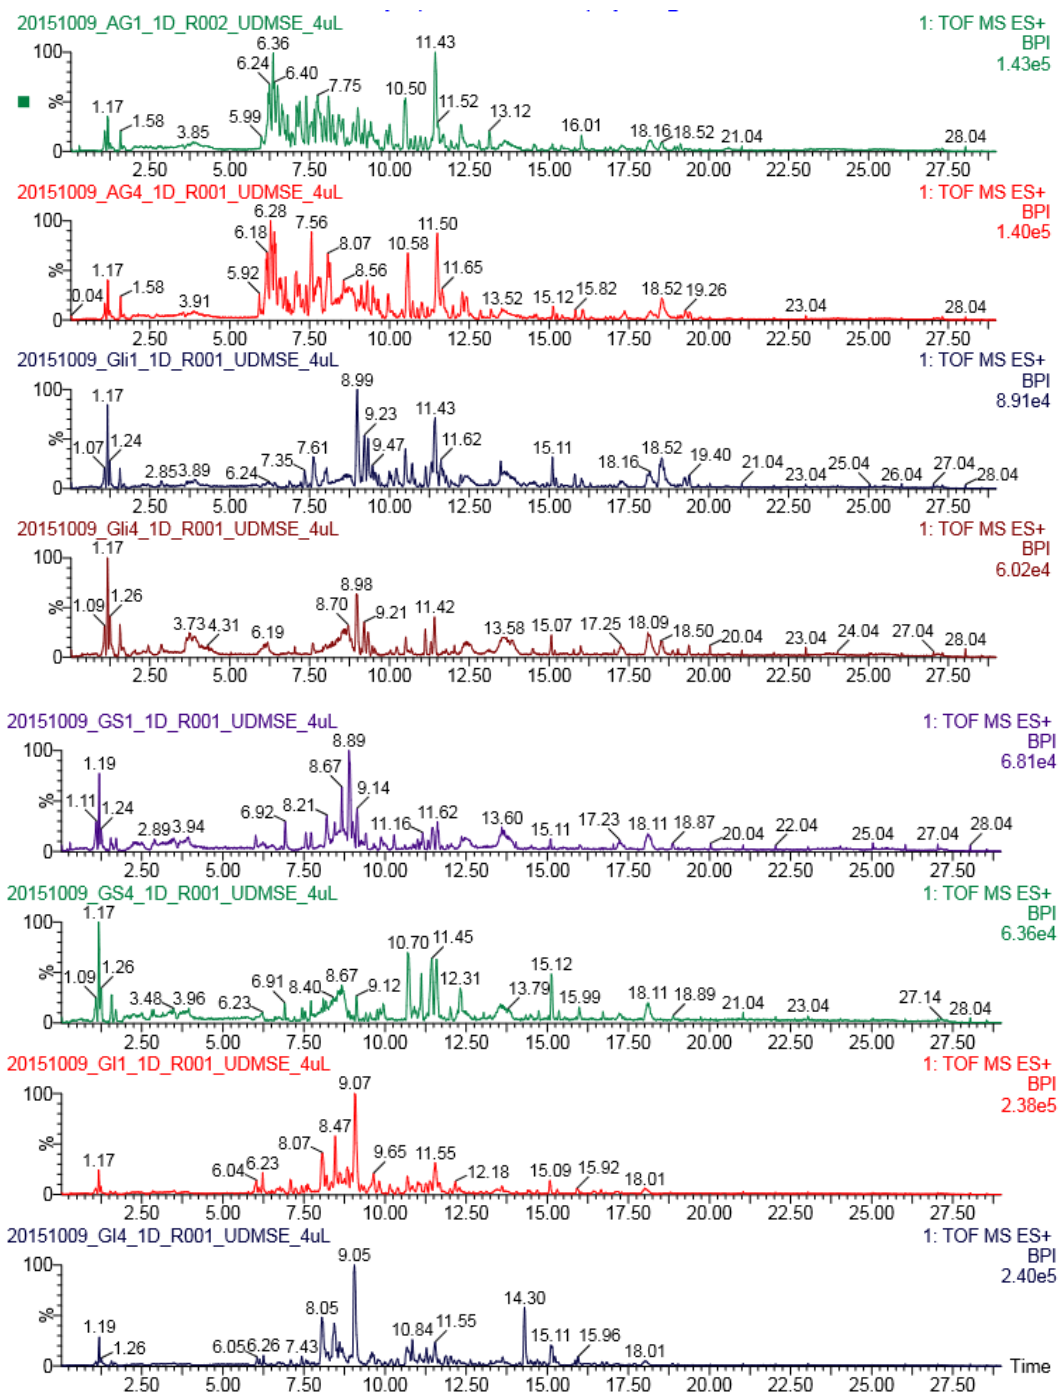 20151009_AG1_1D_R002_UDMSE_4uL 1: TOF MS ES+
BPI
1.43e5
100 % 0
1.17 1.58 3.85 5.99 6.24 6.36 6.40 7.75 10.50 11.43 11.52 13.12 16.01 18.16 18.52 21.04 28.04
2.50 5.00 7.50 10.00 12.50 15.00 17.50 20.00 22.50 25.00 27.50
20151009_AG4_1D_R001_UDMSE_4uL 1: TOF MS ES+
BPI
1.40e5
100 % 0
0.04 1.17 1.58 3.91 5.92 6.18 6.28 7.56 8.07 8.56 10.58 11.50 11.65 13.52 15.12 15.82 18.52 19.26 23.04 28.04
2.50 5.00 7.50 10.00 12.50 15.00 17.50 20.00 22.50 25.00 27.50
20151009_Gli1_1D_R001_UDMSE_4uL 1: TOF MS ES+
BPI
8.91e4
100 % 0
1.07 1.17 1.24 2.85 3.89 6.24 7.35 7.61 8.99 9.23 9.47 11.43 11.62 15.11 18.16 18.52 19.40 21.04 23.04 25.04 26.04 27.04 28.04
2.50 5.00 7.50 10.00 12.50 15.00 17.50 20.00 22.50 25.00 27.50
20151009_Gli4_1D_R001_UDMSE_4uL 1: TOF MS ES+
BPI
6.02e4
100 % 0
1.09 1.17 1.26 3.73 4.31 6.19 8.70 8.98 9.21 11.42 13.58 15.07 17.25 18.09 18.50 20.04 23.04 24.04 27.04 28.04
2.50 5.00 7.50 10.00 12.50 15.00 17.50 20.00 22.50 25.00 27.50
20151009_GS1_1D_R001_UDMSE_4uL 1: TOF MS ES+
BPI
6.81e4
100 % 0
1.11 1.19 1.24 2.89 3.94 6.92 8.21 8.67 8.89 9.14 11.16 11.62 13.60 15.11 17.23 18.11 18.87 20.04 22.04 25.04 27.04 28.04
2.50 5.00 7.50 10.00 12.50 15.00 17.50 20.00 22.50 25.00 27.50
20151009_GS4_1D_R001_UDMSE_4uL 1: TOF MS ES+
BPI
6.36e4
100 % 0
1.09 1.17 1.26 3.48 3.96 6.23 6.91 8.40 8.67 9.12 10.70 11.45 12.31 13.79 15.12 15.99 18.11 18.89 21.04 23.04 27.14 28.04
2.50 5.00 7.50 10.00 12.50 15.00 17.50 20.00 22.50 25.00 27.50
20151009_GI1_1D_R001_UDMSE_4uL 1: TOF MS ES+
BPI
2.38e5
100 % 0
1.17 6.04 6.23 8.07 8.47 9.07 9.65 11.55 12.18 15.09 15.92 18.01
2.50 5.00 7.50 10.00 12.50 15.00 17.50 20.00 22.50 25.00 27.50
20151009_GI4_1D_R001_UDMSE_4uL 1: TOF MS ES+
BPI
2.40e5
100 % 0
1.19 1.26 6.05 6.26 7.43 8.05 9.05 10.84 11.55 14.30 15.11 15.96 18.01 Time
2.50 5.00 7.50 10.00 12.50 15.00 17.50 20.00 22.50 25.00 27.50